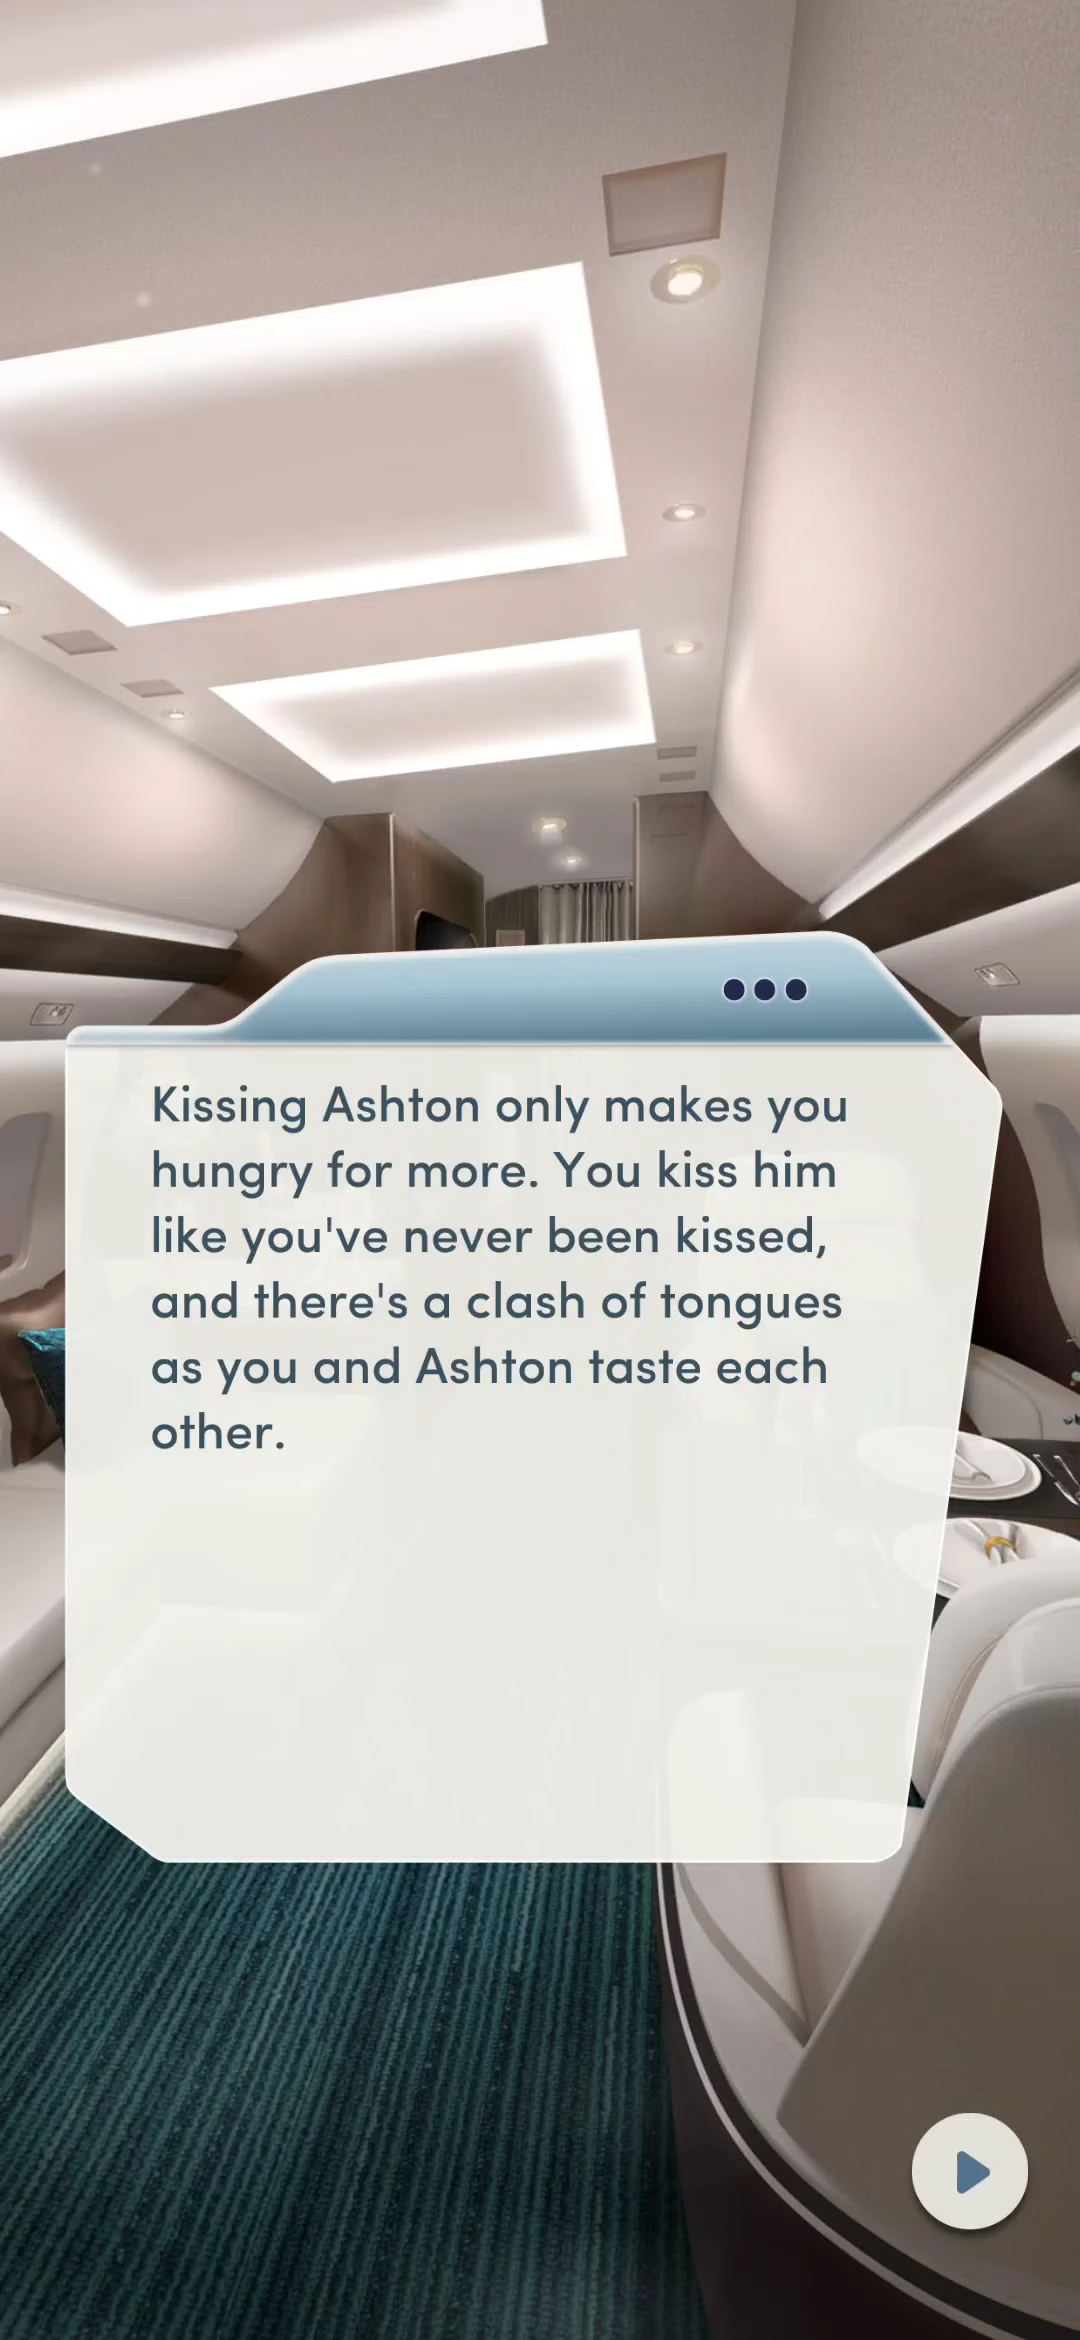 Kissing Ashton only makes you
hungry for more. You kiss him
like you've never been kissed,
and there's a clash of tongues
as you and Ashton taste each
other.